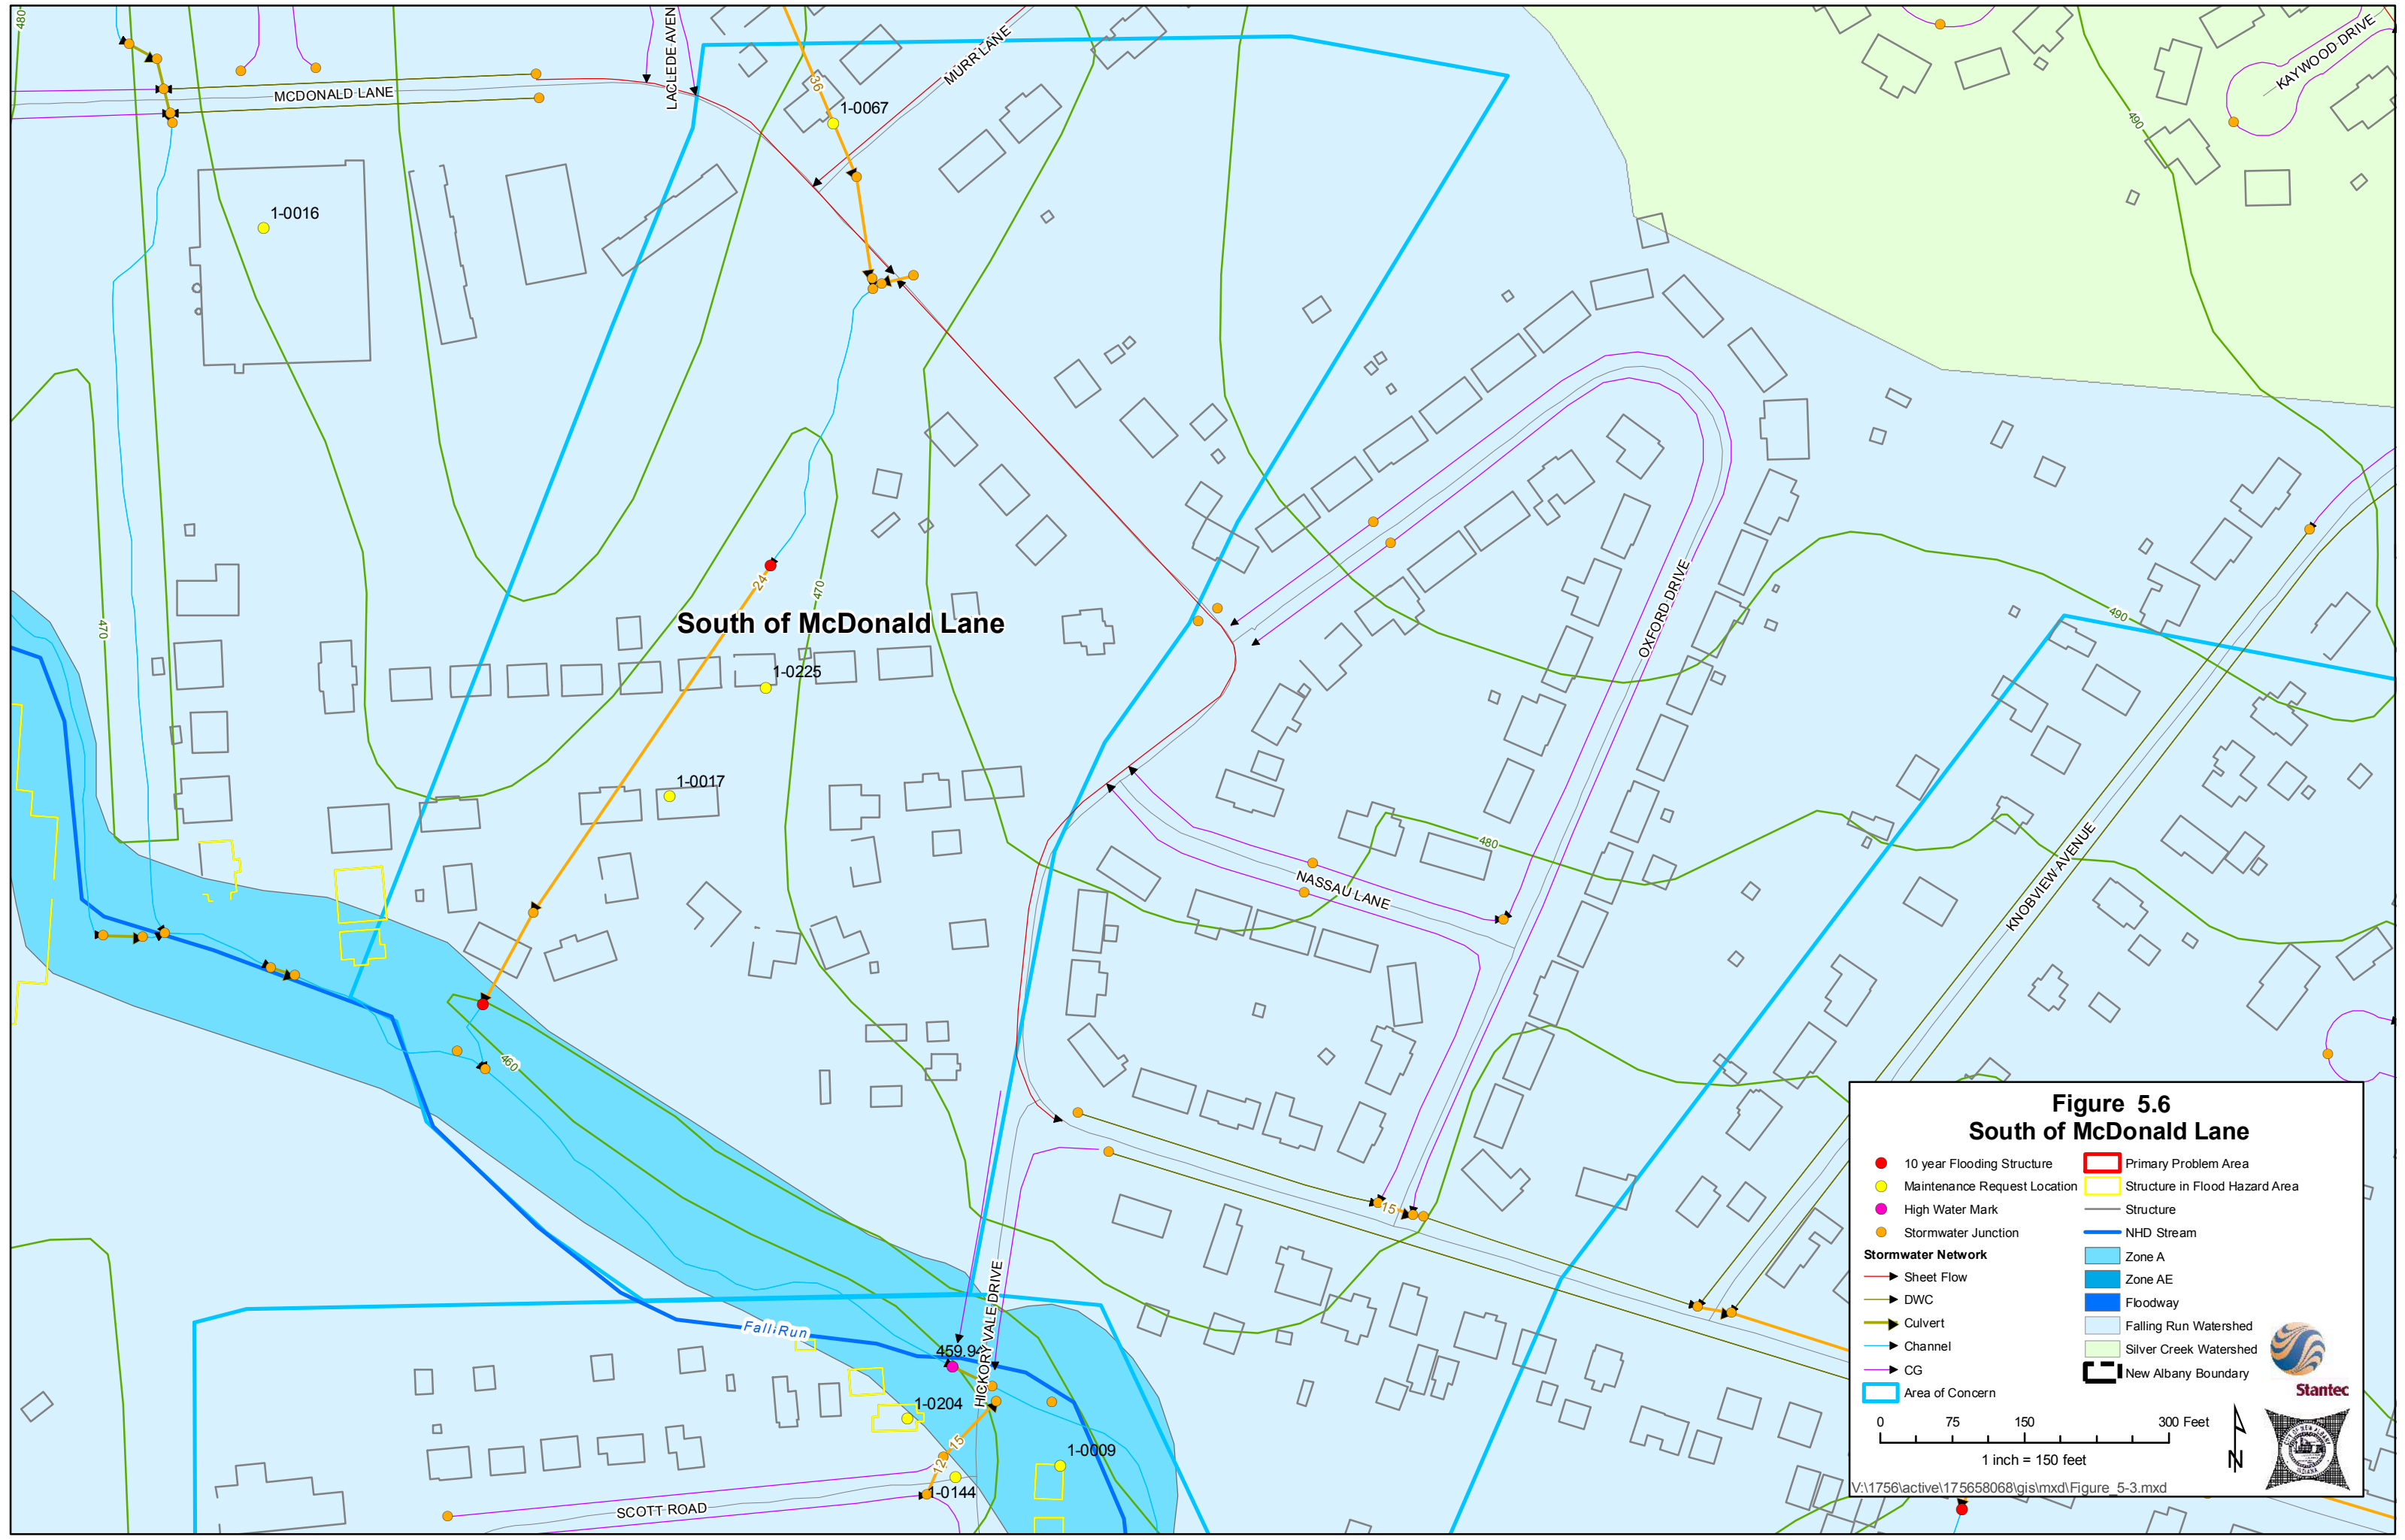 480
LACLEDE AVEN
MURR LANE
KAYWOOD DRIVE
MCDONALD LANE
36
1-0067
490
1-0016
24
470
South of McDonald Lane
470
1-0225
OXFORD DRIVE
490
1-0017
480
NASSAU LANE
KNOBVIEW AVENUE
460
15
Fall Run
HICKORY VALE DRIVE
459.94
1-0204
15
12
1-0009
1-0144
SCOTT ROAD
Figure 5.6
South of McDonald Lane
10 year Flooding Structure
Maintenance Request Location
High Water Mark
Stormwater Junction
Stormwater Network
Sheet Flow
DWC
Culvert
Channel
CG
Area of Concern
Primary Problem Area
Structure in Flood Hazard Area
Structure
NHD Stream
Zone A
Zone AE
Floodway
Falling Run Watershed
Silver Creek Watershed
New Albany Boundary
Stantec
0 75 150 300 Feet
1 inch = 150 feet
N
V:\1756\active\175658068\gis\mxd\Figure_5-3.mxd